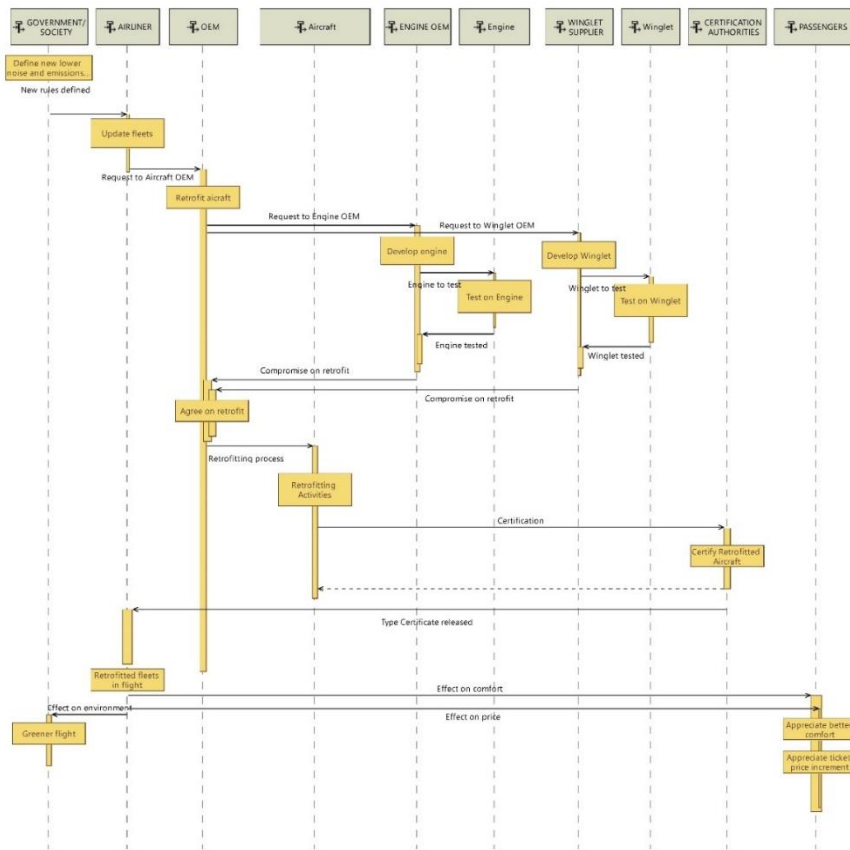 GOVERNMENT/
SOCIETY
AIRLINER
OEM
Aircraft
ENGINE OEM
Engine
WINGLET
SUPPLIER
Winglet
CERTIFICATION
AUTHORITIES
PASSENGERS
Define new lower
noise and emissions...
New rules defined
Update fleets
Request to Aircraft OEM
Retrofit aicraft
Request to Engine OEM
Request to Winglet OEM
Develop engine
Develop Winglet
Engine to test
Winglet to test
Test on Engine
Test on Winglet
Engine tested
Winglet tested
Compromise on retrofit
Compromise on retrofit
Agree on retrofit
Retrofitting process
Retrofitting
Activities
Certification
Certify Retrofitted
Aircraft
Type Certificate released
Retrofitted fleets
in flight
Effect on comfort
Effect on environment
Effect on price
Greener flight
Appreciate better
comfort
Appreciate ticket
price increment